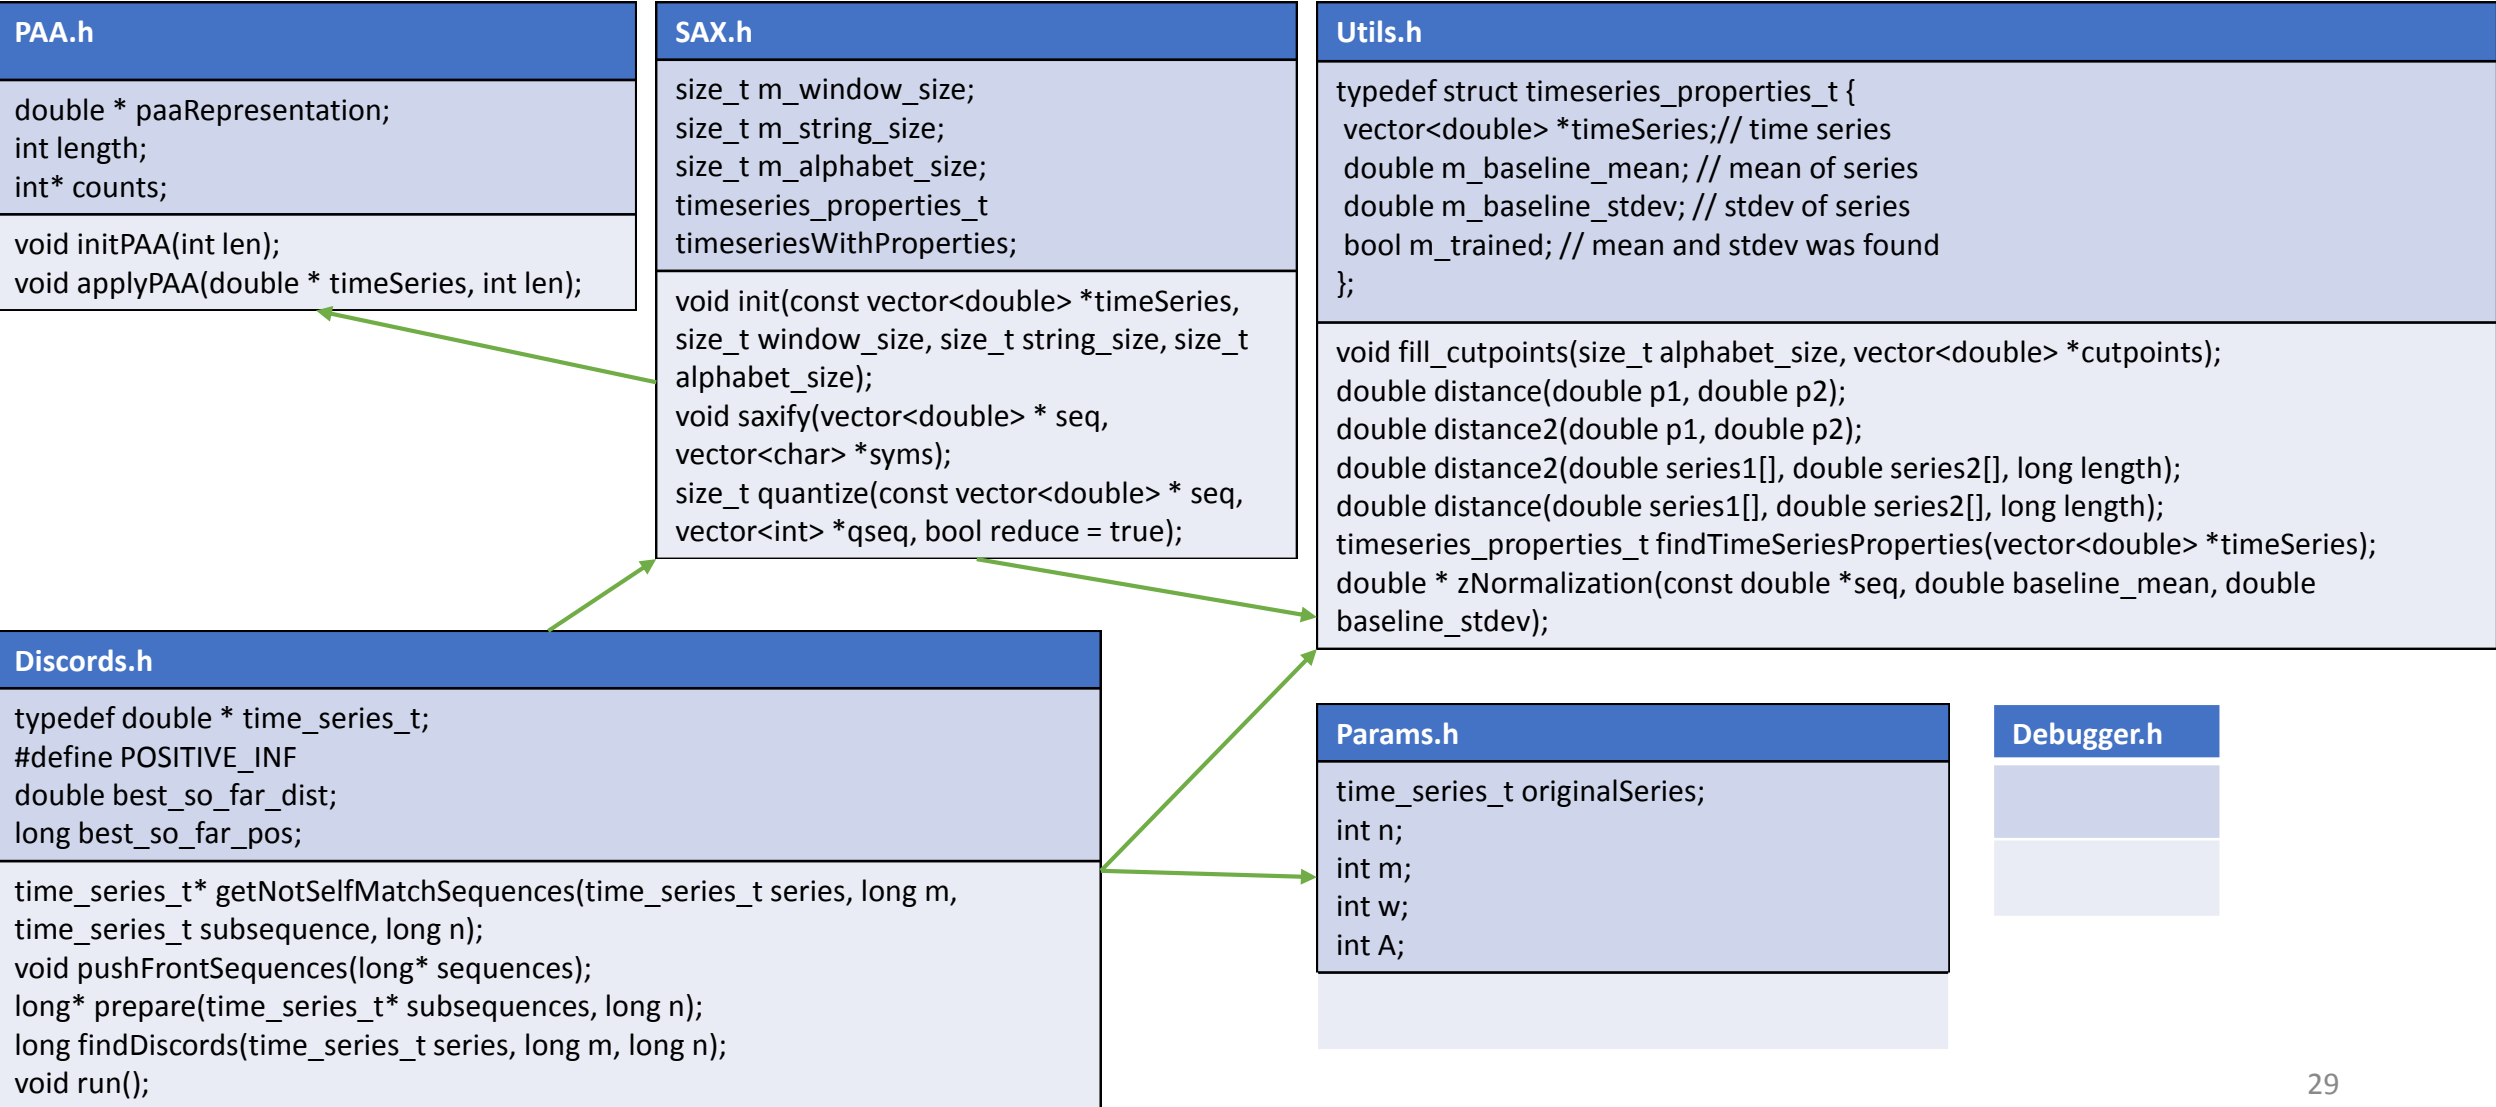 PAA.h
double * paaRepresentation;
int length;
int* counts;
void initPAA(int len);
void applyPAA(double * timeSeries, int len);
SAX.h
size_t m_window_size;
size_t m_string_size;
size_t m_alphabet_size;
timeseries_properties_t
timeseriesWithProperties;
void init(const vector<double> *timeSeries,
size_t window_size, size_t string_size, size_t
alphabet_size);
void saxify(vector<double> * seq,
vector<char> *syms);
size_t quantize(const vector<double> * seq,
vector<int> *qseq, bool reduce = true);
Utils.h
typedef struct timeseries_properties_t {
vector<double> *timeSeries;// time series
double m_baseline_mean; // mean of series
double m_baseline_stdev; // stdev of series
bool m_trained; // mean and stdev was found
};
void fill_cutpoints(size_t alphabet_size, vector<double> *cutpoints);
double distance(double p1, double p2);
double distance2(double p1, double p2);
double distance2(double series1[], double series2[], long length);
double distance(double series1[], double series2[], long length);
timeseries_properties_t findTimeSeriesProperties(vector<double> *timeSeries);
double * zNormalization(const double *seq, double baseline_mean, double
baseline_stdev);
Discords.h
typedef double * time_series_t;
#define POSITIVE_INF
double best_so_far_dist;
long best_so_far_pos;
time_series_t* getNotSelfMatchSequences(time_series_t series, long m,
time_series_t subsequence, long n);
void pushFrontSequences(long* sequences);
long* prepare(time_series_t* subsequences, long n);
long findDiscords(time_series_t series, long m, long n);
void run();
Params.h
time_series_t originalSeries;
int n;
int m;
int w;
int A;
Debugger.h
29